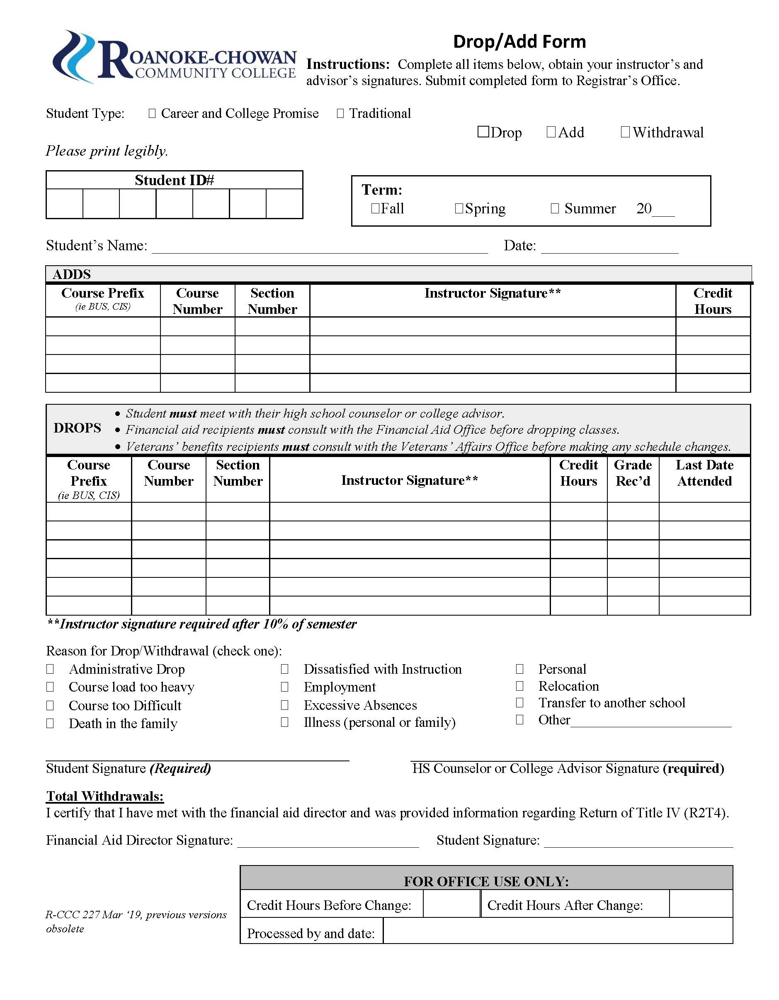 ROANOKE-CHOWAN
COMMUNITY COLLEGE
Drop/Add Form
Instructions: Complete all items below, obtain your instructor’s and
advisor’s signatures. Submit completed form to Registrar’s Office.
Student Type: ☐ Career and College Promise ☐ Traditional
☐Drop ☐Add ☐Withdrawal
Please print legibly.
Student ID#
Term:
☐Fall ☐Spring ☐ Summer 20___
Student’s Name: ______________________ Date: ______________
ADDS
Course Prefix Course Section Instructor Signature** Credit
(ie BUS, CIS) Number Number Hours
• Student must meet with their high school counselor or college advisor.
DROPS • Financial aid recipients must consult with the Financial Aid Office before dropping classes.
• Veterans’ benefits recipients must consult with the Veterans’ Affairs Office before making any schedule changes.
Course Course Section Credit Grade Last Date
Prefix Number Number Instructor Signature** Hours Rec’d Attended
(ie BUS, CIS)
**Instructor signature required after 10% of semester
Reason for Drop/Withdrawal (check one):
☐ Administrative Drop ☐ Dissatisfied with Instruction ☐ Personal
☐ Course load too heavy ☐ Employment ☐ Relocation
☐ Course too Difficult ☐ Excessive Absences ☐ Transfer to another school
☐ Death in the family ☐ Illness (personal or family) ☐ Other______________
Student Signature (Required) HS Counselor or College Advisor Signature (required)
Total Withdrawals:
I certify that I have met with the financial aid director and was provided information regarding Return of Title IV (R2T4).
Financial Aid Director Signature: ______________ Student Signature: ______________
FOR OFFICE USE ONLY:
Credit Hours Before Change: Credit Hours After Change:
R-CCC 227 Mar ‘19, previous versions
obsolete
Processed by and date: